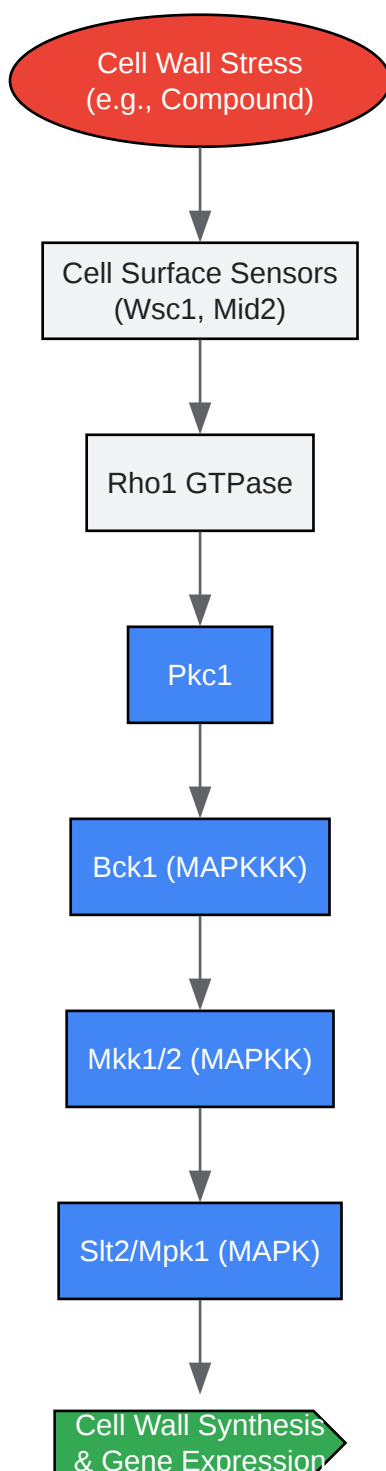 Cell Wall Stress
(e.g., Compound)
Cell Surface Sensors
(Wsc1, Mid2)
Rho1 GTPase
Pkc1
Bck1 (MAPKKK)
Mkk1/2 (MAPKK)
Slt2/Mpk1 (MAPK)
Cell Wall Synthesis
& Gene Expression